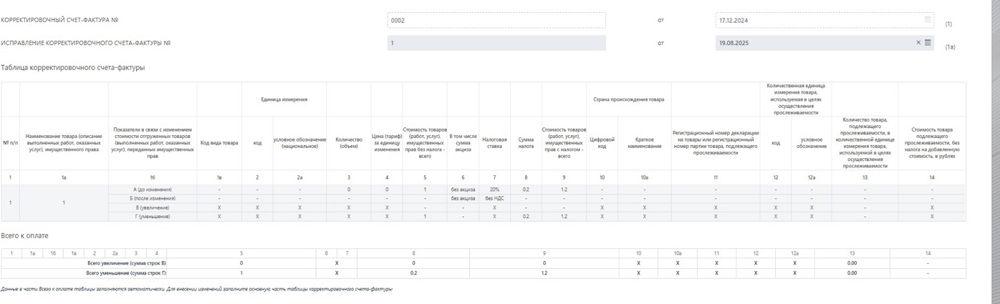 КОРРЕКТИРОВОЧНЫЙ СЧЕТ-ФАКТУРА № 0002 от 17.12.2024 (1)
ИСПРАВЛЕНИЕ КОРРЕКТИРОВОЧНОГО СЧЕТА-ФАКТУРЫ № 1 от 19.08.2025 (1а)
Таблица корректировочного счета-фактуры
Единица измерения
Страна происхождения товара
Количественная единица
измерения товара,
используемая в целях
осуществления
прослеживаемости
№ п/п
Наименование товара (описание
выполненных работ, оказанных
услуг), имущественного права
Показатели в связи с изменением
стоимости отгруженных товаров
(выполненных работ, оказанных
услуг), переданных имущественных
прав
Код вида товара
код
условное обозначение
(национальное)
Количество
(объем)
Цена (тариф)
за единицу
измерения
Стоимость товаров
(работ, услуг),
имущественных
прав без налога -
всего
В том числе
сумма
акциза
Налоговая
ставка
Сумма
налога
Стоимость товаров
(работ, услуг),
имущественных
прав с налогом -
всего
Цифровой
код
Краткое
наименование
Регистрационный номер декларации
на товары или регистрационный
номер партии товара, подлежащего
прослеживаемости
код
условное
обозначение
Количество товара,
подлежащего
прослеживаемости, в
количественной единице
измерения товара,
используемой в целях
осуществления
прослеживаемости
Стоимость товара
подлежащего
прослеживаемости, без
налога на добавленную
стоимость, в рублях
1 1а 1б 1в 2 2а 3 4 5 6 7 8 9 10 10а 11 12 12а 13 14
1 1
А (до изменения) - - - 0 0 1 без акциза 20% 0.2 1.2 - - - - - - -
Б (после изменения) - - - - - - без акциза без НДС - - - - - - - - -
В (увеличение) X X X X X - - X - - X X X X X - X
Г (уменьшение) X X X X X 1 - X 0.2 1.2 X X X X X - X
Всего к оплате
1 1а 1б 1в 2 2а 3 4 5 6 7 8 9 10 10а 11 12 12а 13 14
Всего увеличение (сумма строк В) 0 X 0 0 X X X X X 0.00 -
Всего уменьшение (сумма строк Г) 1 X 0.2 1.2 X X X X X 0.00 -
Данные в части Всего к оплате таблицы заполняются автоматически. Для внесении изменений заполните основную часть таблицы корректировочного счета-фактуры